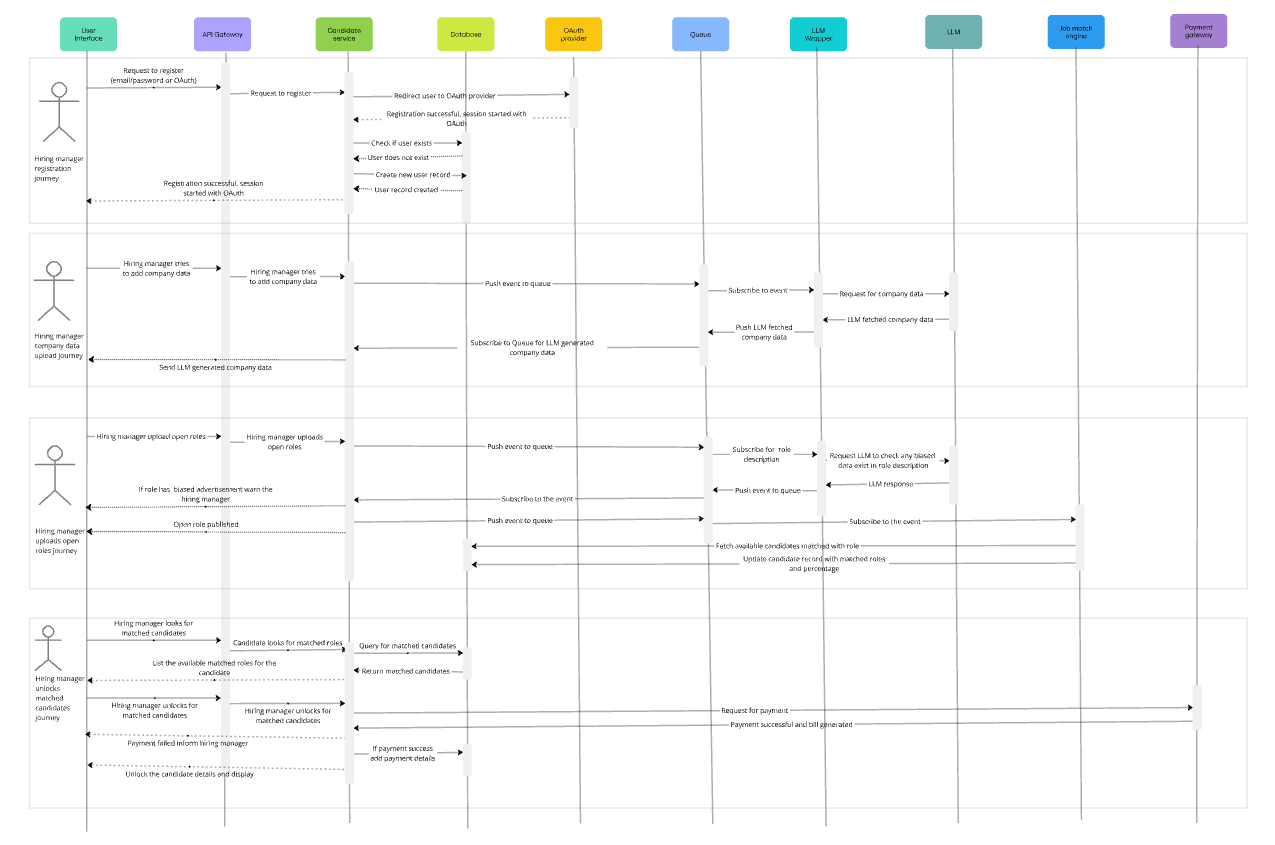 User
Interface
API Gateway
Candidate
service
Database
OAuth
provider
Queue
LLM
Wrapper
LLM
Job match
engine
Payment
gateway
Request to register
(email/password or OAuth)
Request to register
Redirect user to OAuth provider
Registration successful, session started with
OAuth
Check if user exists
User does not exist
Create new user record
User record created
Registration successful, session
started with OAuth
Hiring manager
registration
journey
Hiring manager tries
to add company data
Hiring manager tries
to add company data
Push event to queue
Subscribe to event
Request for company data
LLM fetched company data
Push LLM fetched
company data
Subscribe to Queue for LLM generated
company data
Send LLM generated company data
Hiring manager
company data
upload journey
Hiring manager upload open roles
Hiring manager uploads
open roles
Push event to queue
Subscribe for role
description
Request LLM to check any biased
data exist in role description
LLM response
Push event to queue
Subscribe to the event
If role has biased advertisement warn the
hiring manager
Push event to queue
Subscribe to the event
Open role published
Fetch available candidates matched with role
Update candidate record with matched roles
and percentage
Hiring manager
uploads open
roles journey
Hiring manager looks for
matched candidates
Candidate looks for matched roles
Query for matched candidates
Return matched candidates
List the available matched roles for the
candidate
Hiring manager
unlocks
matched
candidates
journey
Hiring manager unlocks for
matched candidates
Hiring manager unlocks for
matched candidates
Request for payment
Payment successful and bill generated
Payment failed inform hiring manager
If payment success
add payment details
Unlock the candidate details and display